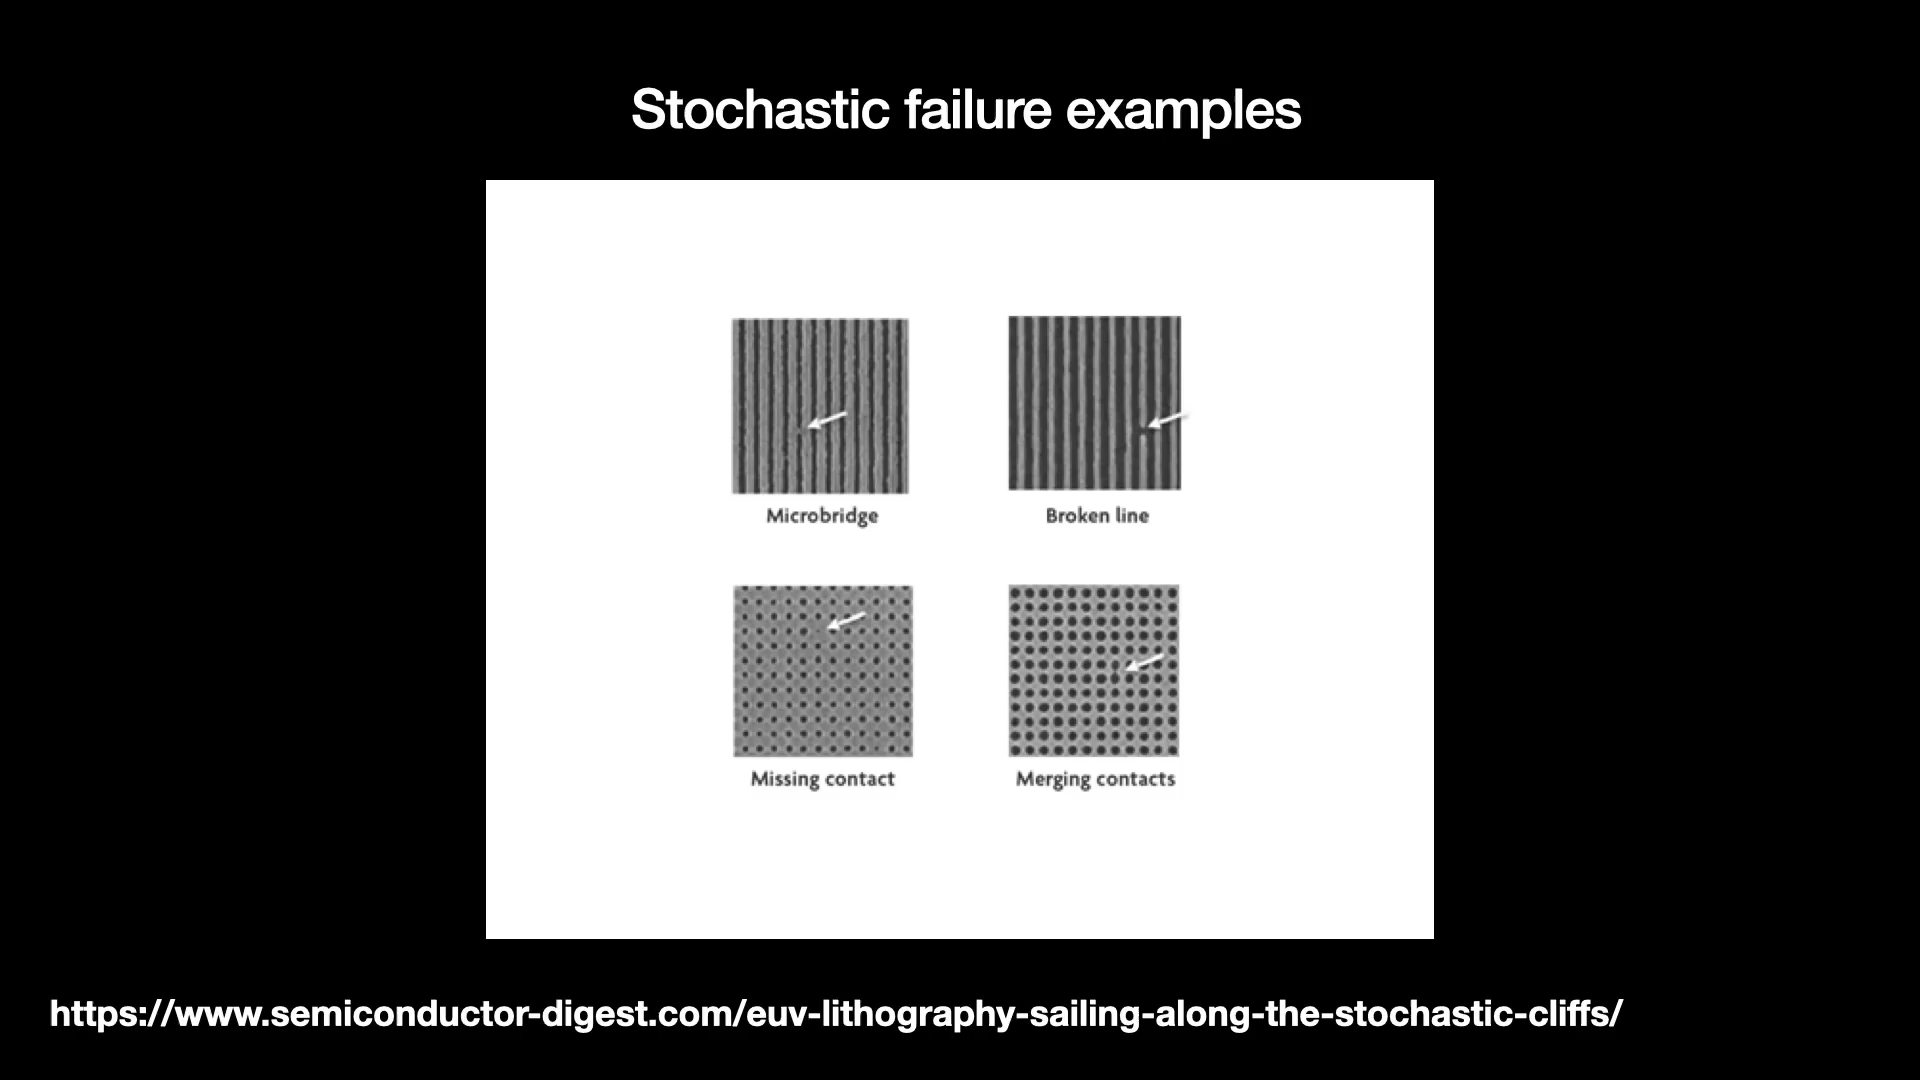 Stochastic failure examples
Microbridge
Broken line
Missing contact
Merging contacts
https://www.semiconductor-digest.com/euv-lithography-sailing-along-the-stochastic-cliffs/